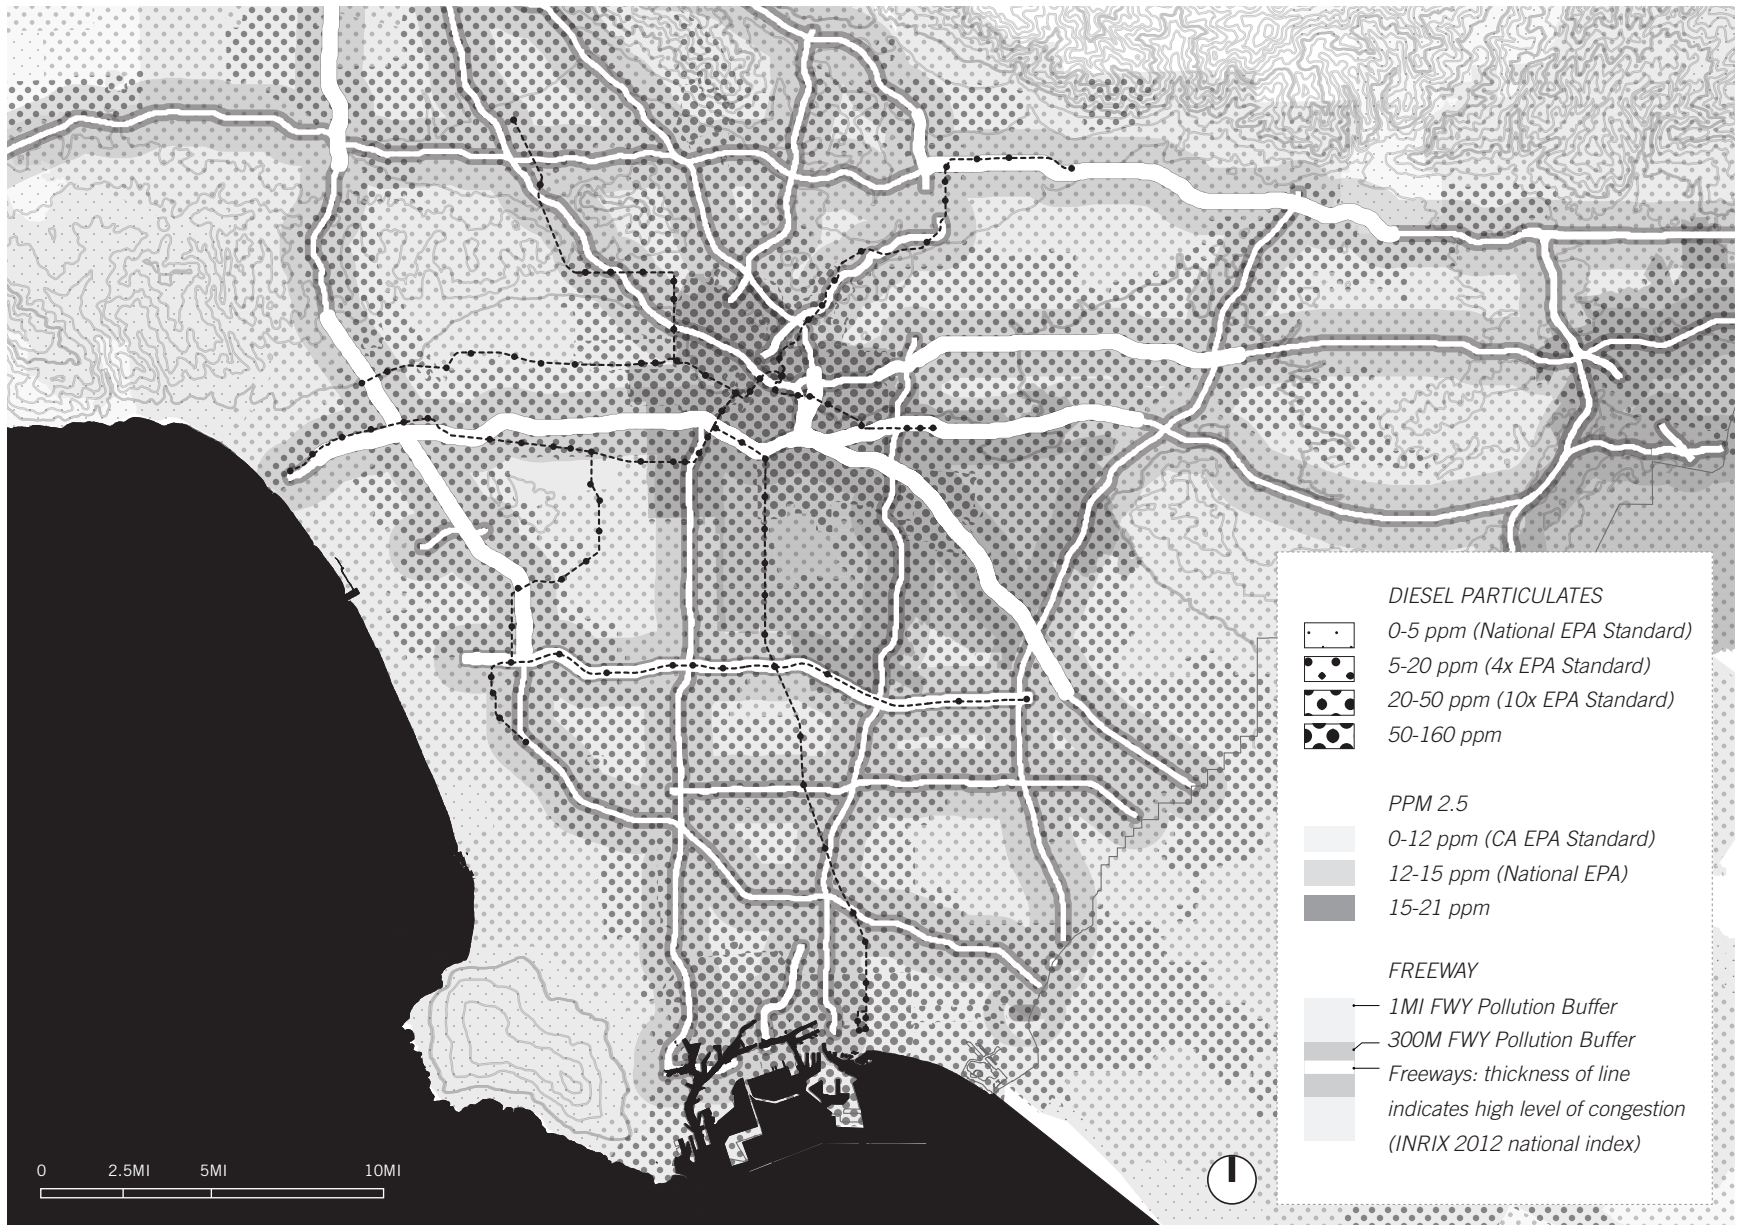 DIESEL PARTICULATES
0-5 ppm (National EPA Standard)
5-20 ppm (4x EPA Standard)
20-50 ppm (10x EPA Standard)
50-160 ppm
PPM 2.5
0-12 ppm (CA EPA Standard)
12-15 ppm (National EPA)
15-21 ppm
FREEWAY
1MI FWY Pollution Buffer
300M FWY Pollution Buffer
Freeways: thickness of line
indicates high level of congestion
(INRIX 2012 national index)
0 2.5MI 5MI 10MI